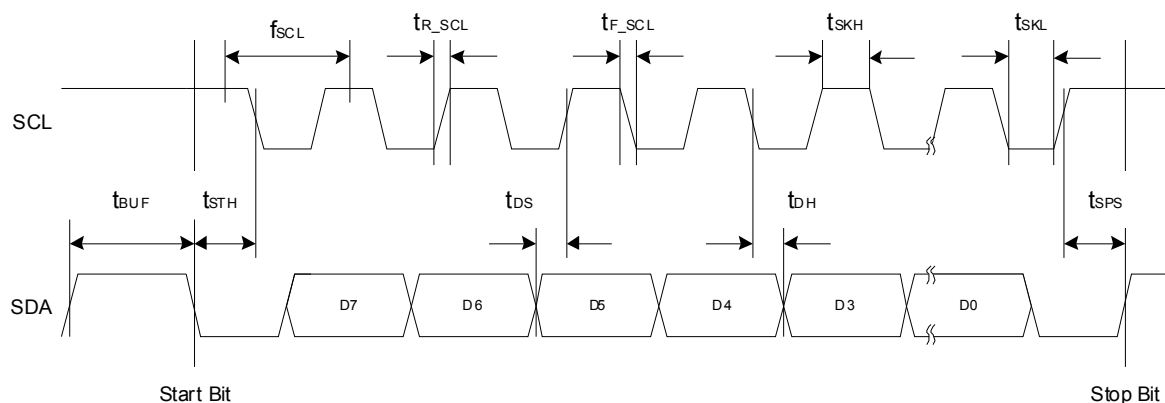 fSCL
tR_SCL
tF_SCL
tSKH
tSKL
SCL
tBUF
tSTH
tDS
tDH
tSPS
SDA
D7
D6
D5
D4
D3
D0
Start Bit
Stop Bit